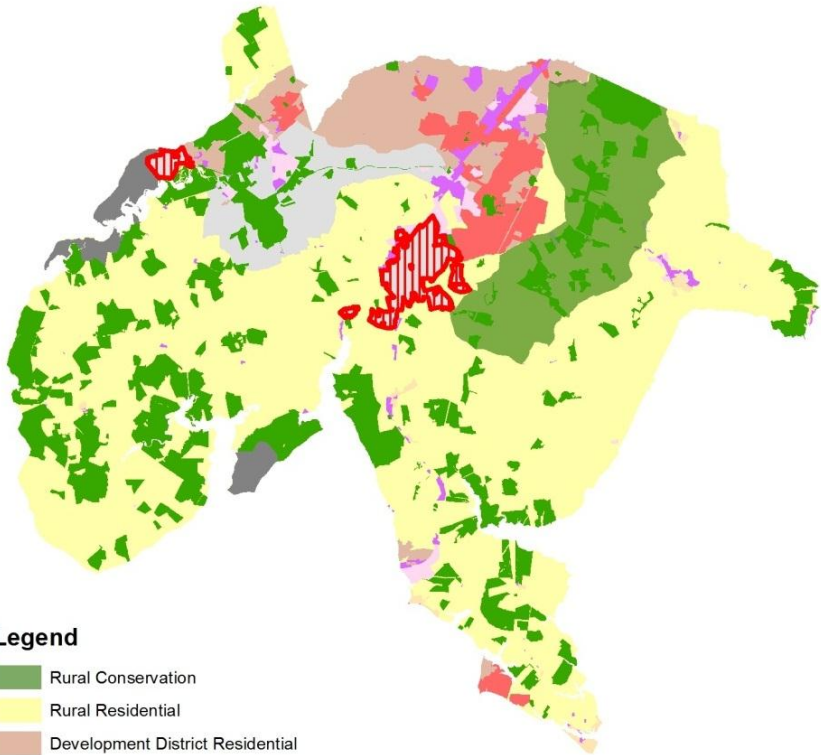 Legend
Rural Conservation
Rural Residential
Development District Residential